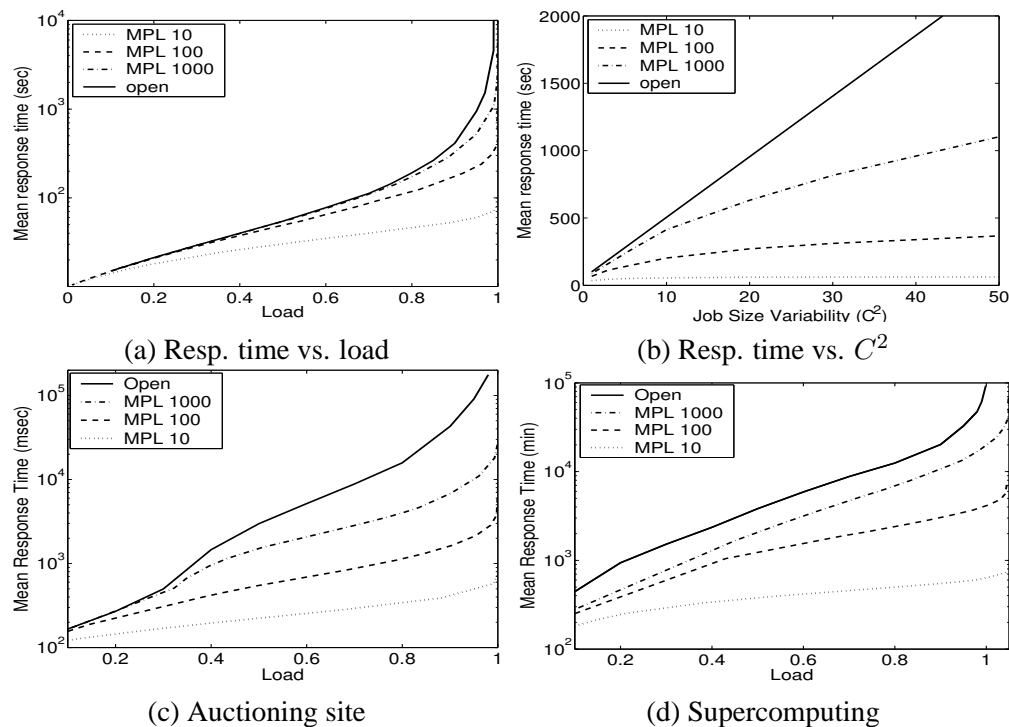 MPL 10
MPL 100
MPL 1000
open
Mean response time (sec)
10^4
10^3
10^2
0
0.2
0.4
0.6
0.8
1
Load
(a) Resp. time vs. load
MPL 10
MPL 100
MPL 1000
open
Mean response time (sec)
2000
1500
1000
500
0
0
10
20
30
40
50
Job Size Variability (C^2)
(b) Resp. time vs. C^2
Open
MPL 1000
MPL 100
MPL 10
Mean Response Time (msec)
10^5
10^4
10^3
10^2
0.2
0.4
0.6
0.8
1
Load
(c) Auctioning site
Open
MPL 1000
MPL 100
MPL 10
Mean Response Time (min)
10^5
10^4
10^3
10^2
0.2
0.4
0.6
0.8
1
Load
(d) Supercomputing